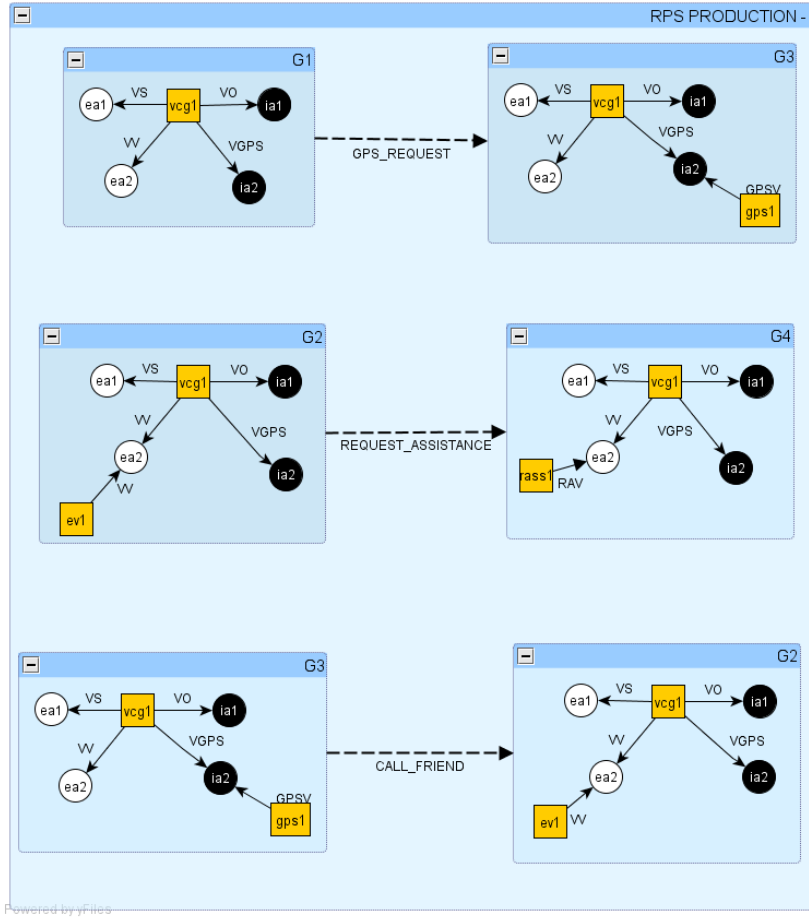 RPS PRODUCTION -
G1
G3
VS
vcg1
VO
ea1
ia1
VV
VGPS
ea2
ia2
GPS_REQUEST
VS
vcg1
VO
ea1
ia1
VV
VGPS
ea2
ia2
GPSV
gps1
G2
G4
VS
vcg1
VO
ea1
ia1
VV
VGPS
ea2
ia2
VV
ev1
REQUEST_ASSISTANCE
VS
vcg1
VO
ea1
ia1
VV
VGPS
ea2
ia2
rass1
RAV
G3
G2
VS
vcg1
VO
ea1
ia1
VV
VGPS
ea2
ia2
GPSV
gps1
CALL_FRIEND
VS
vcg1
VO
ea1
ia1
VV
VGPS
ea2
ia2
ev1
VV
Powered by yFiles